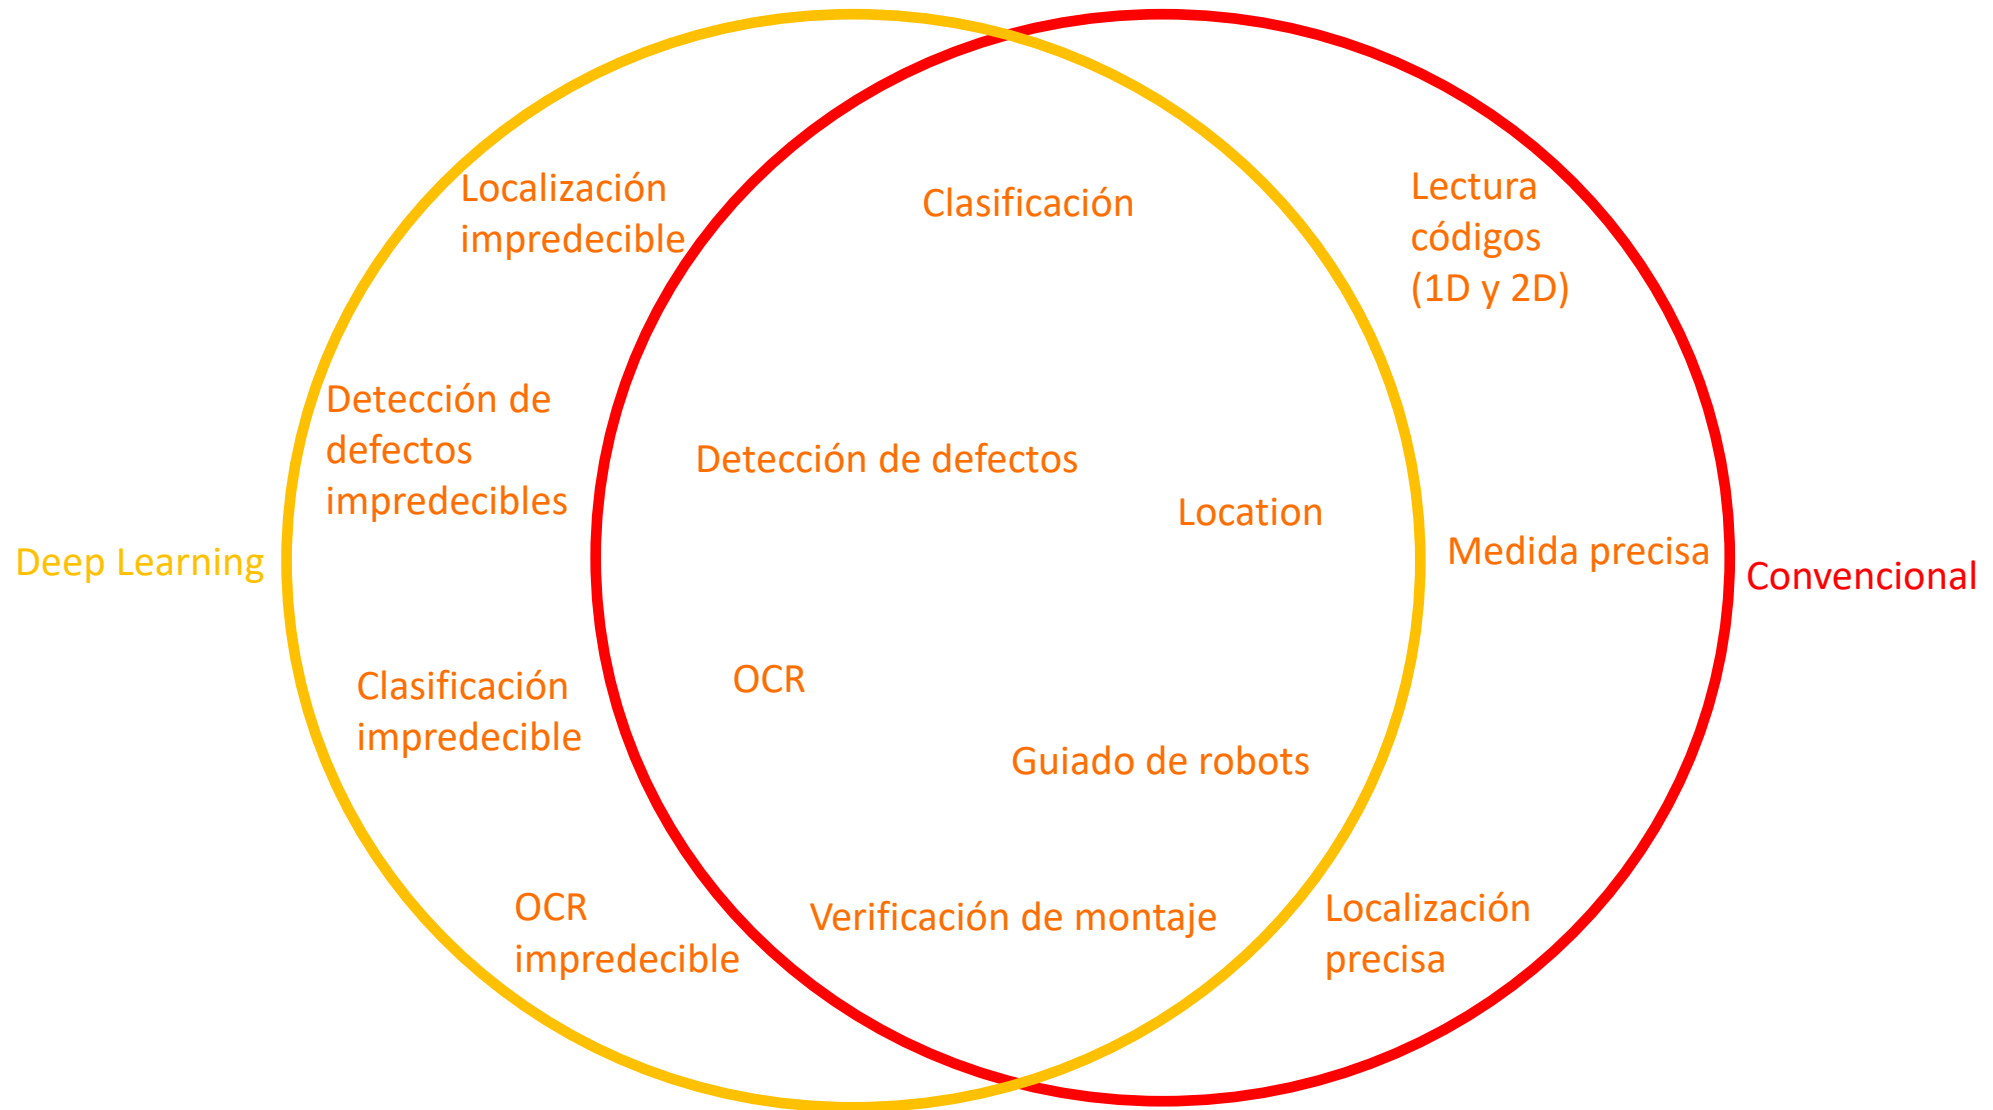 Localización
impredecible
Clasificación
Lectura
códigos
(1D y 2D)
Detección de
defectos
impredecibles
Detección de defectos
Location
Deep Learning
Medida precisa
Convencional
Clasificación
impredecible
OCR
Guiado de robots
OCR
impredecible
Verificación de montaje
Localización
precisa